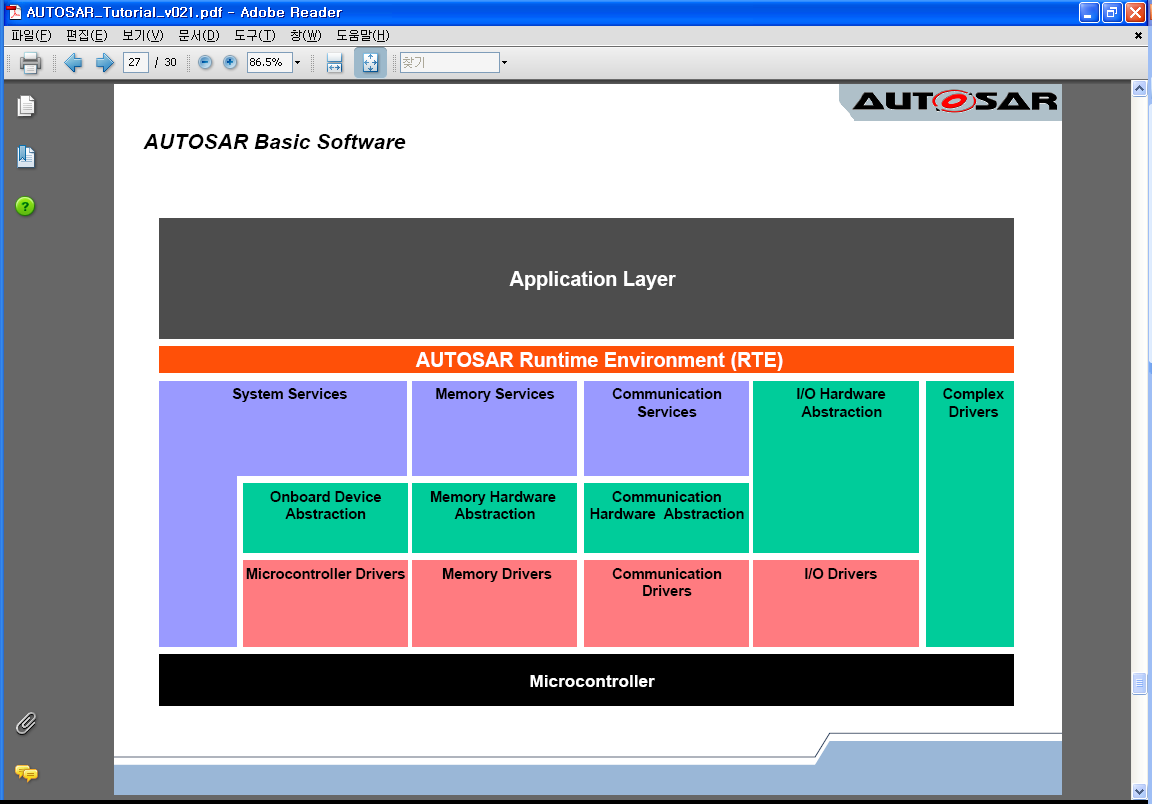 AUTOSAR_Tutorial_v021.pdf - Adobe Reader
파일(F) 편집(E) 보기(V) 문서(D) 도구(T) 창(W) 도움말(H)
27 / 30 86.5% 찾기
AUTOSAR
AUTOSAR Basic Software
Application Layer
AUTOSAR Runtime Environment (RTE)
System Services
Memory Services
Communication
Services
I/O Hardware
Abstraction
Complex
Drivers
Onboard Device
Abstraction
Memory Hardware
Abstraction
Communication
Hardware Abstraction
Microcontroller Drivers
Memory Drivers
Communication
Drivers
I/O Drivers
Microcontroller